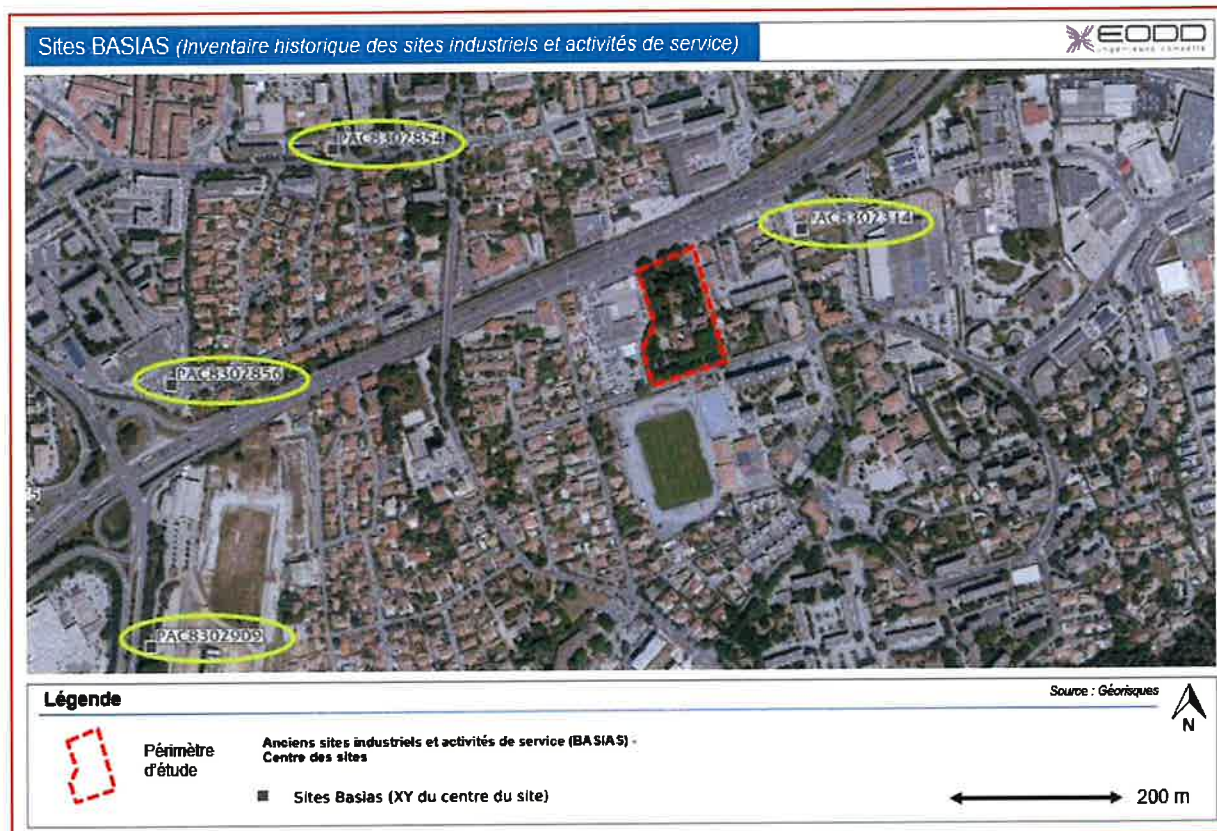 Sites BASIAS (Inventaire historique des sites industriels et activités de service)
EODD
ingénieurs conseils
PAC8302854
PAC8302314
PAC8302856
PAC8302909
Légende
Source : Géorisques
N
Périmètre
d'étude
Anciens sites industriels et activités de service (BASIAS) -
Centre des sites
Sites Basias (XY du centre du site)
200 m